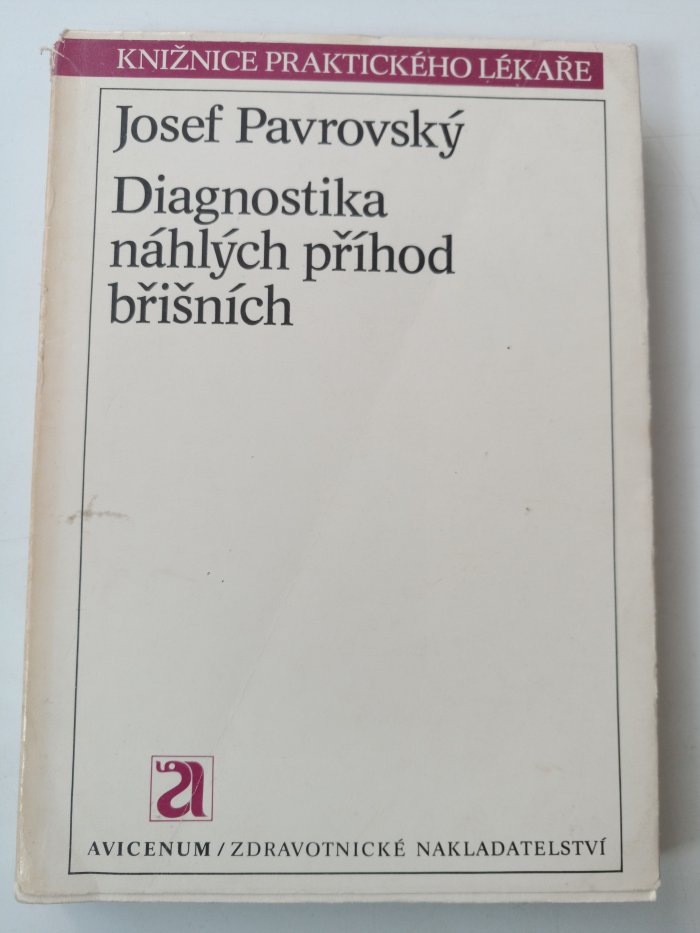 KNIŽNICE PRAKTICKÉHO LÉKAŘE
Josef Pavrovský
Diagnostika
náhlých příhod
břišních
AVICENUM / ZDRAVOTNICKÉ NAKLADATELSTVÍ